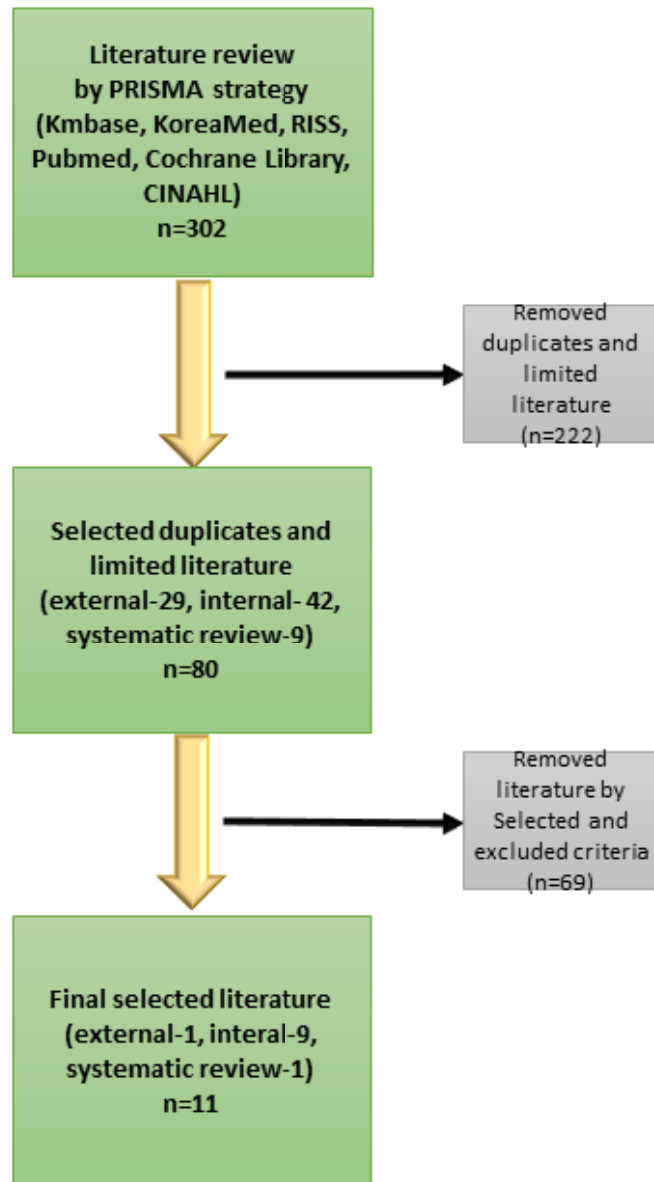 Literature review
by PRISMA strategy
(Kmbase, KoreaMed, RISS,
Pubmed, Cochrane Library,
CINAHL)
n=302
Removed
duplicates and
limited
literature
(n=222)
Selected duplicates and
limited literature
(external-29, internal- 42,
systematic review-9)
n=80
Removed
literature by
Selected and
excluded criteria
(n=69)
Final selected literature
(external-1, interal-9,
systematic review-1)
n=11